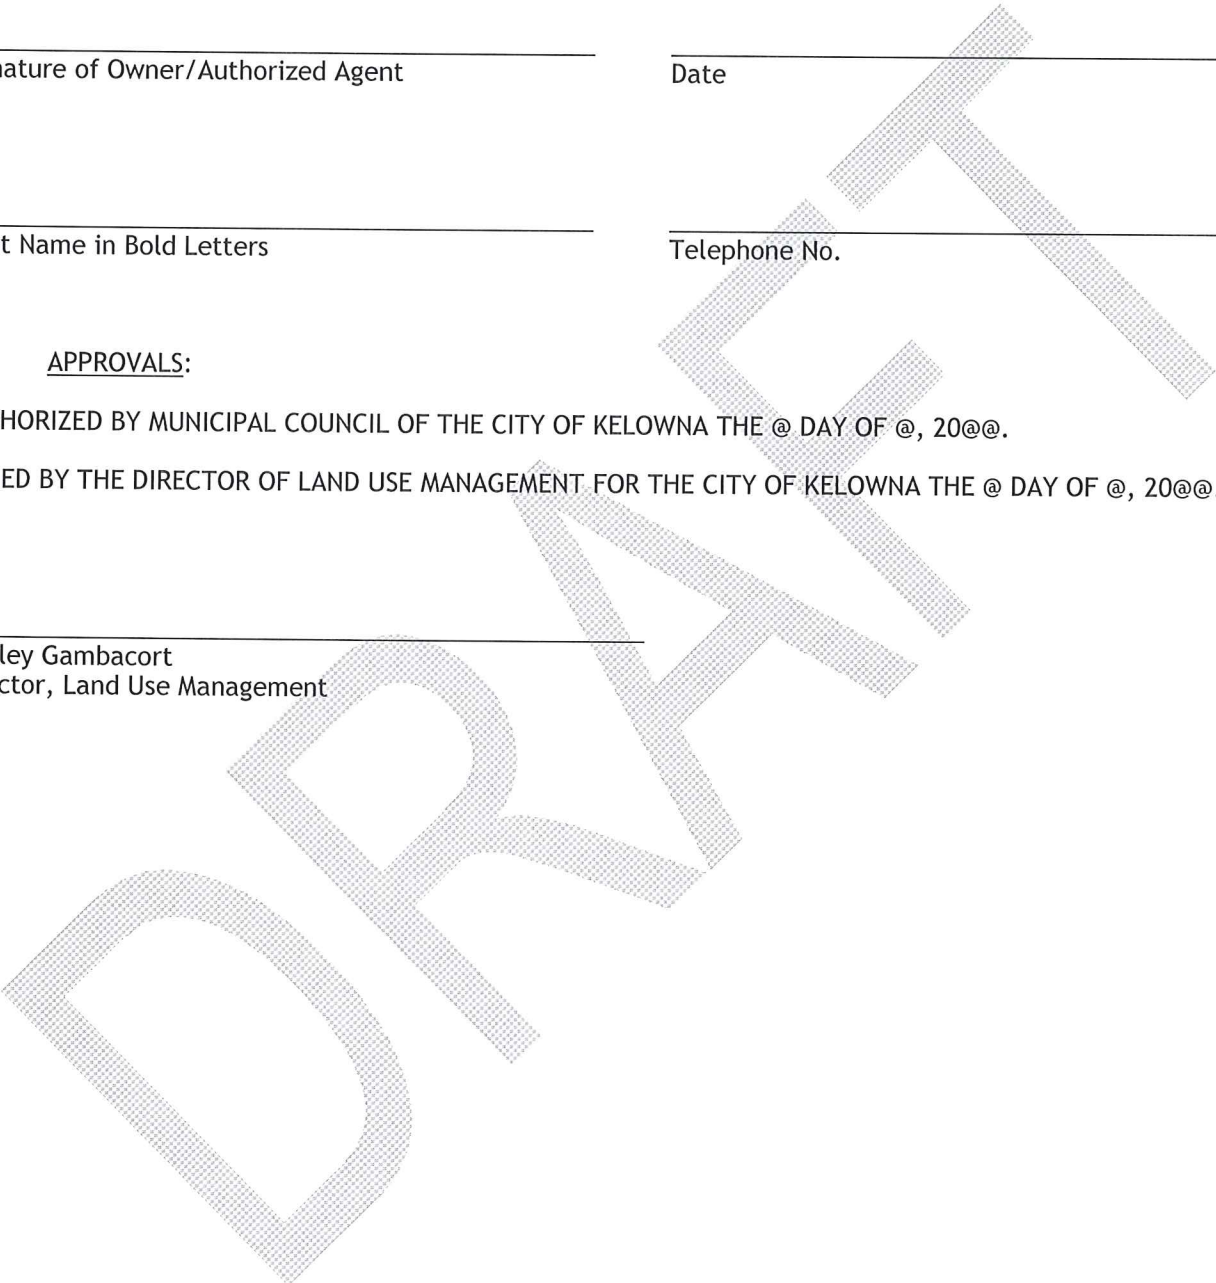 ature of Owner/Authorized Agent
Date
t Name in Bold Letters
Telephone No.
APPROVALS:
HORIZED BY MUNICIPAL COUNCIL OF THE CITY OF KELOWNA THE @ DAY OF @, 20@@.
ED BY THE DIRECTOR OF LAND USE MANAGEMENT FOR THE CITY OF KELOWNA THE @ DAY OF @, 20@@.
ley Gambacort
ctor, Land Use Management
DRAFT